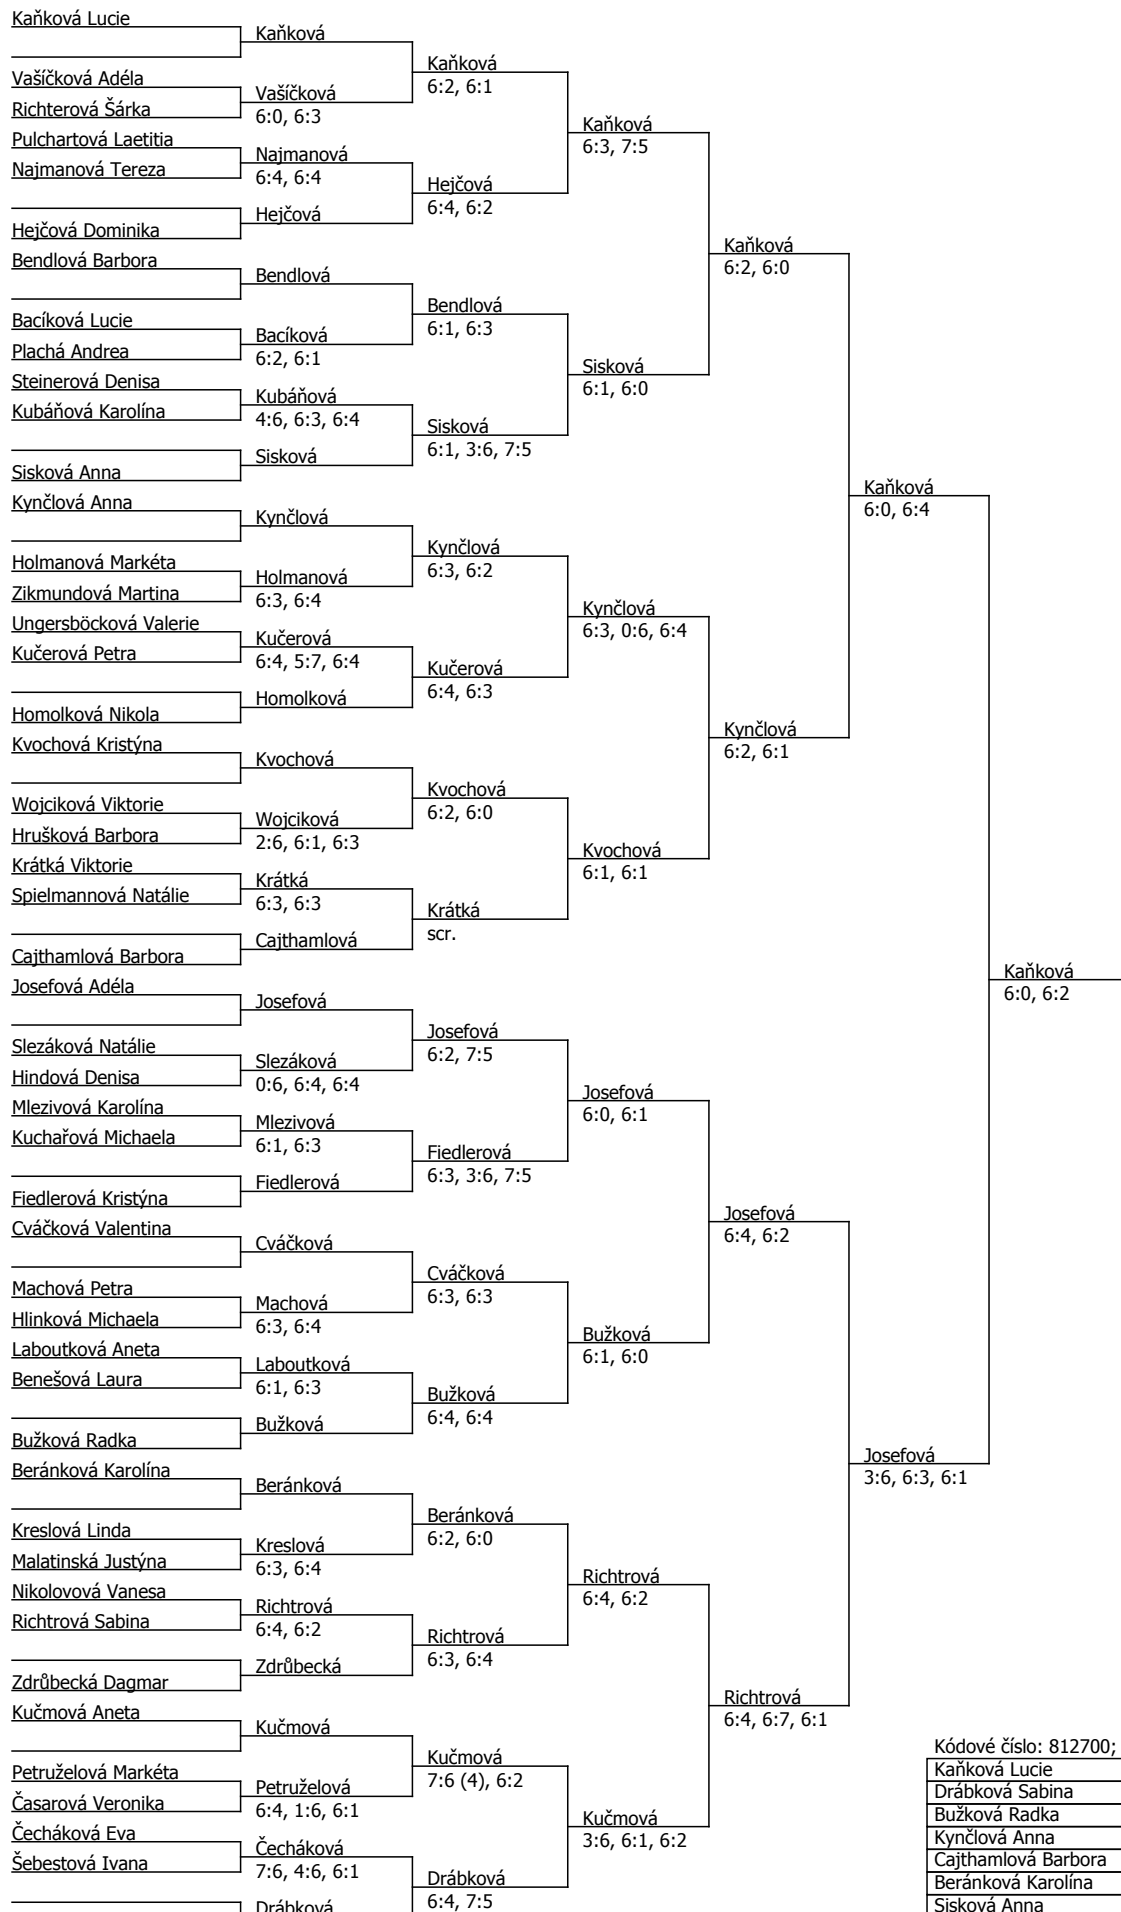 Kaňková Lucie
Vašíčková Adéla
Richterová Šárka
Pulchartová Laetitia
Najmanová Tereza
Hejčová Dominika
Bendlová Barbora
Bacíková Lucie
Plachá Andrea
Steinerová Denisa
Kubáňová Karolína
Sisková Anna
Kynčlová Anna
Holmanová Markéta
Zikmundová Martina
Ungersböcková Valerie
Kučerová Petra
Homolková Nikola
Kvochová Kristýna
Wojciková Viktorie
Hrušková Barbora
Krátká Viktorie
Spielmannová Natálie
Cajthamlová Barbora
Josefová Adéla
Slezáková Natálie
Hindová Denisa
Mlezivová Karolína
Kuchařová Michaela
Fiedlerová Kristýna
Cváčková Valentina
Machová Petra
Hlinková Michaela
Laboutková Aneta
Benešová Laura
Bužková Radka
Beránková Karolína
Kreslová Linda
Malatinská Justýna
Nikolovová Vanesa
Richtrová Sabina
Zdrůbecká Dagmar
Kučmová Aneta
Petruželová Markéta
Časarová Veronika
Čecháková Eva
Šebestová Ivana
Kaňková
Vašíčková
6:0, 6:3
Najmanová
6:4, 6:4
Hejčová
Bendlová
Bacíková
6:2, 6:1
Kubáňová
4:6, 6:3, 6:4
Sisková
Kynčlová
Holmanová
6:3, 6:4
Kučerová
6:4, 5:7, 6:4
Homolková
Kvochová
Wojciková
2:6, 6:1, 6:3
Krátká
6:3, 6:3
Cajthamlová
Josefová
Slezáková
0:6, 6:4, 6:4
Mlezivová
6:1, 6:3
Fiedlerová
Cváčková
Machová
6:3, 6:4
Laboutková
6:1, 6:3
Bužková
Beránková
Kreslová
6:3, 6:4
Richtrová
6:4, 6:2
Zdrůbecká
Kučmová
Petruželová
6:4, 1:6, 6:1
Čecháková
7:6, 4:6, 6:1
Drábková
Kaňková
6:2, 6:1
Hejčová
6:4, 6:2
Bendlová
6:1, 6:3
Sisková
6:1, 3:6, 7:5
Kynčlová
6:3, 6:2
Kučerová
6:4, 6:3
Kvochová
6:2, 6:0
Krátká
scr.
Josefová
6:2, 7:5
Fiedlerová
6:3, 3:6, 7:5
Cváčková
6:3, 6:3
Bužková
6:4, 6:4
Beránková
6:2, 6:0
Richtrová
6:3, 6:4
Kučmová
7:6 (4), 6:2
Drábková
6:4, 7:5
Kaňková
6:3, 7:5
Sisková
6:1, 6:0
Kynčlová
6:3, 0:6, 6:4
Kvochová
6:1, 6:1
Josefová
6:0, 6:1
Bužková
6:1, 6:0
Richtrová
6:4, 6:2
Kučmová
3:6, 6:1, 6:2
Kaňková
6:2, 6:0
Kynčlová
6:2, 6:1
Josefová
6:4, 6:2
Richtrová
6:4, 6:7, 6:1
Kaňková
6:0, 6:4
Josefová
3:6, 6:3, 6:1
Kaňková
6:0, 6:2
Kódové číslo: 812700;
Kaňková Lucie
Drábková Sabina
Bužková Radka
Kynčlová Anna
Cajthamlová Barbora
Beránková Karolína
Sisková Anna